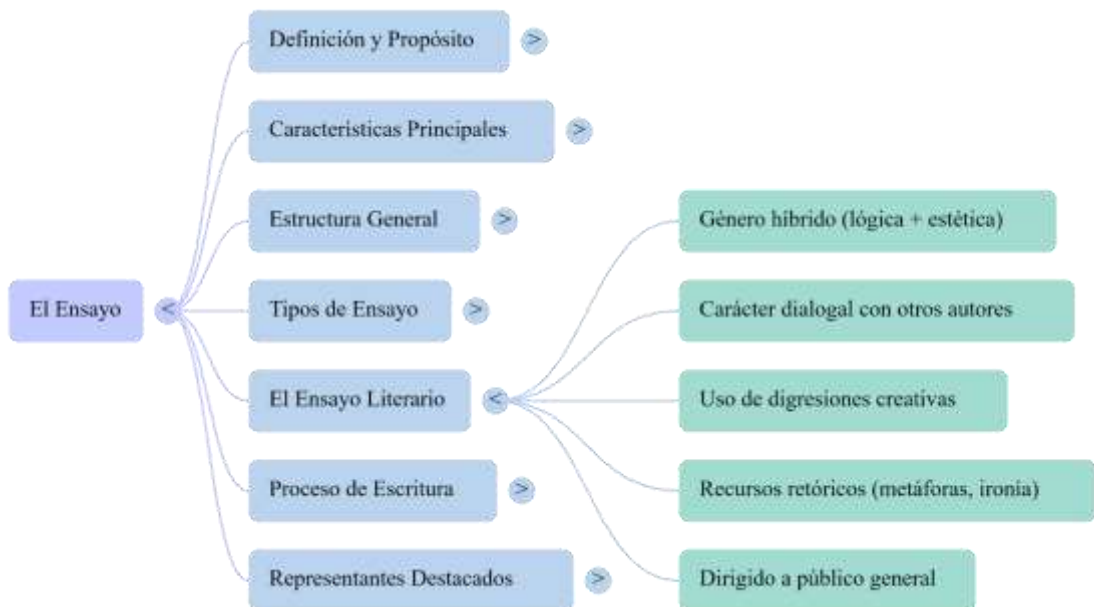 Definición y Propósito
>
Características Principales
>
Estructura General
>
El Ensayo
<
Tipos de Ensayo
>
El Ensayo Literario
<
Género híbrido (lógica + estética)
Carácter dialogal con otros autores
Uso de digresiones creativas
Recursos retóricos (metáforas, ironía)
Dirigido a público general
Proceso de Escritura
>
Representantes Destacados
>